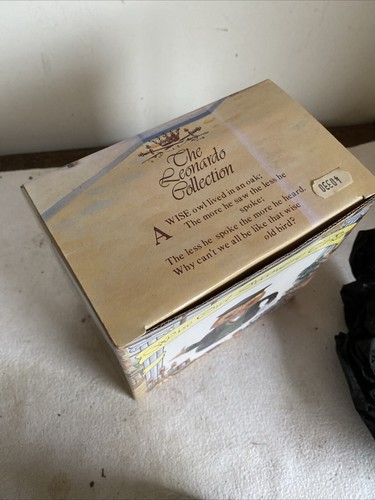 The
Leonardo
Collection
A WISE owl lived in an oak;
The more he saw the less he
spoke;
The less he spoke the more he heard.
Why can't we all be like that wise
old bird?